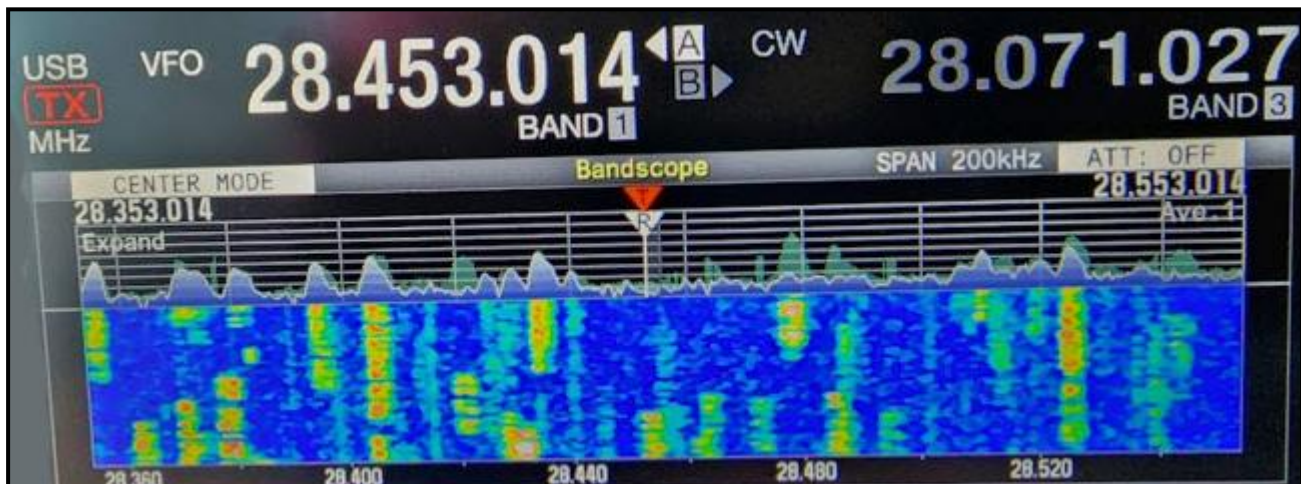 USB VFO 28.453.014 A CW 28.071.027
TX B
MHz BAND 1 BAND 3
Bandscope SPAN 200kHz ATT: OFF
CENTER MODE
28.353.014 T 28.553.014
Expand R Ave.1
28.360 28.400 28.440 28.480 28.520